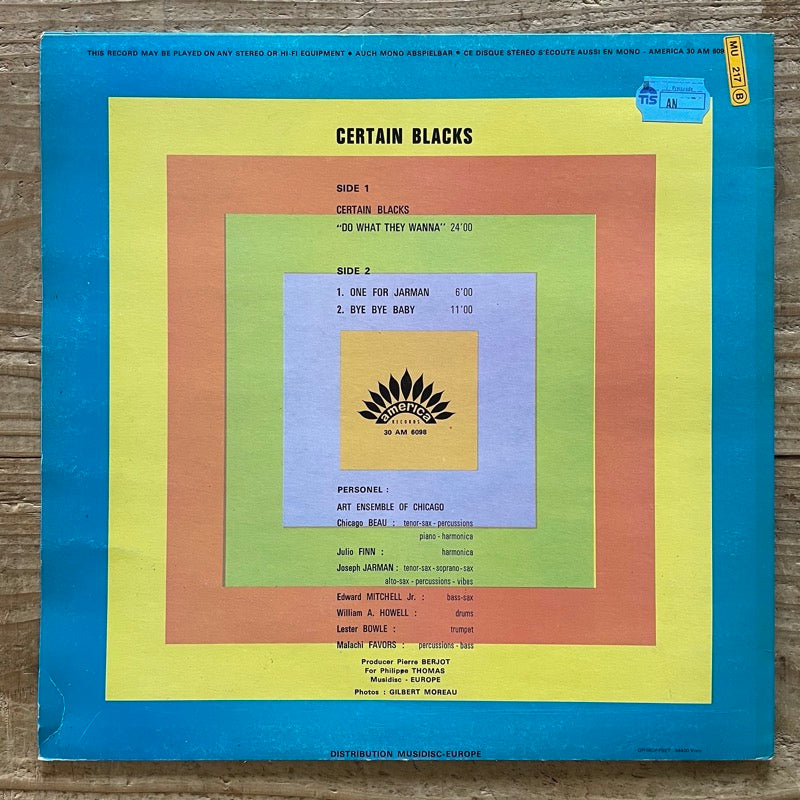 THIS RECORD MAY BE PLAYED ON ANY STEREO OR HI-FI EQUIPMENT • AUCH MONO ABSPIELBAR • CE DISQUE STÉRÉO S'ÉCOUTE AUSSI EN MONO - AMERICA 30 AM 609
MU 217 B
TIS
AN
CERTAIN BLACKS
SIDE 1
CERTAIN BLACKS
"DO WHAT THEY WANNA" 24'00
SIDE 2
1. ONE FOR JARMAN 6'00
2. BYE BYE BABY 11'00
america
RECORDS
30 AM 6098
PERSONEL :
ART ENSEMBLE OF CHICAGO
Chicago BEAU : tenor-sax - percussions
piano - harmonica
Julio FINN : harmonica
Joseph JARMAN : tenor-sax - soprano-sax
alto-sax - percussions - vibes
Edward MITCHELL Jr. : bass-sax
William A. HOWELL : drums
Lester BOWLE : trumpet
Malachi FAVORS : percussions - bass
Producer Pierre BERJOT
For Philippe THOMAS
Musidisc - EUROPE
Photos : GILBERT MOREAU
DISTRIBUTION MUSIDISC-EUROPE